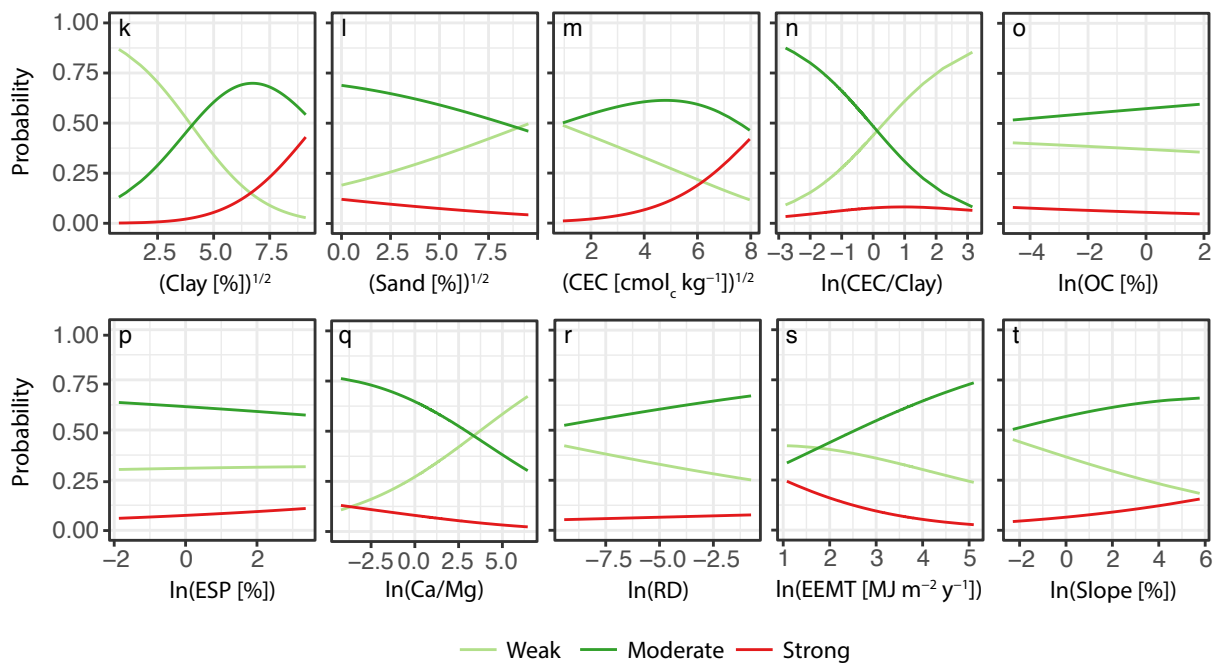 k l m n o
1.00
0.75
0.50
0.25
0.00
Probability
2.5 5.0 7.5 0.0 2.5 5.0 7.5 2 4 6 8 −3 −2 −1 0 1 2 3 −4 −2 0 2
(Clay [%])1/2 (Sand [%])1/2 (CEC [cmolc kg−1])1/2 ln(CEC/Clay) ln(OC [%])
p q r s t
1.00
0.75
0.50
0.25
0.00
Probability
−2 0 2 −2.5 0.0 2.5 5.0 −7.5 −5.0 −2.5 1 2 3 4 5 −2 0 2 4 6
ln(ESP [%]) ln(Ca/Mg) ln(RD) ln(EEMT [MJ m−2 y−1]) ln(Slope [%])
Weak Moderate Strong